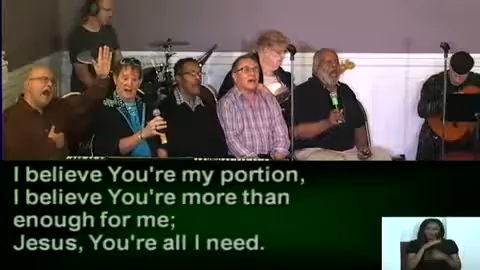 I believe You're my portion,
I believe You're more than
enough for me;
Jesus, You're all I need.